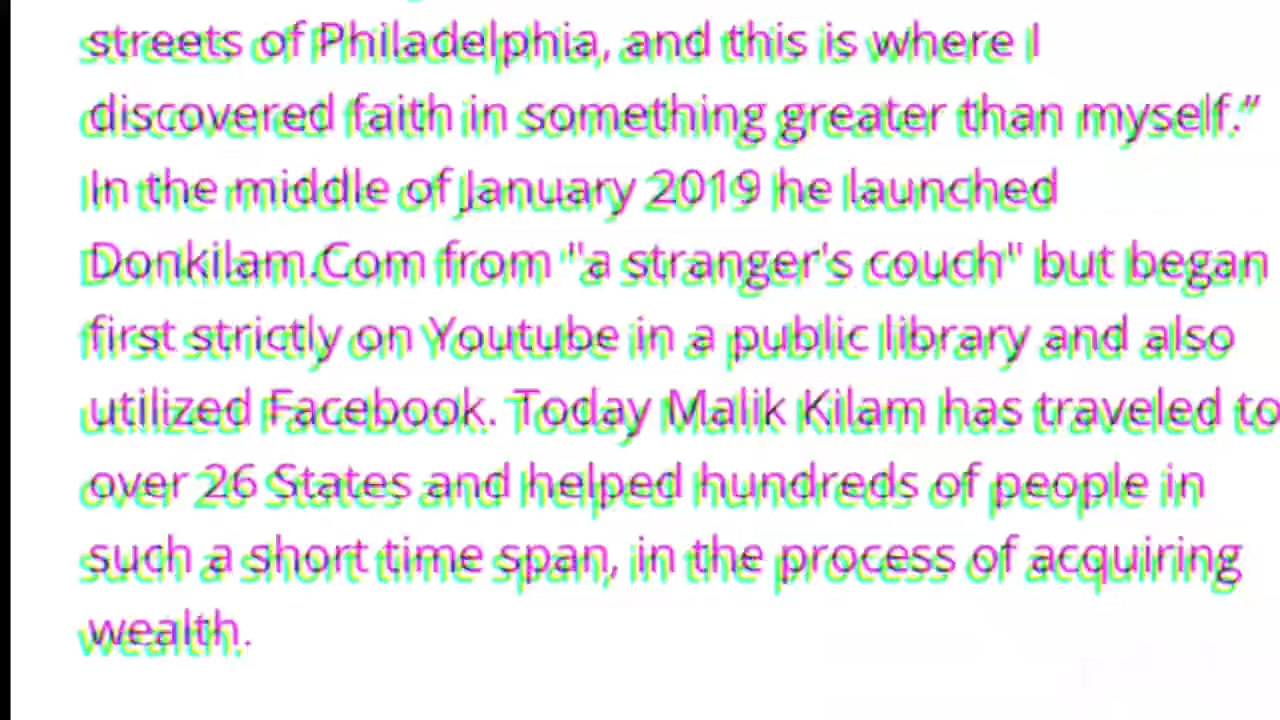 streets of Philadelphia, and this is where I
discovered faith in something greater than myself.”
In the middle of January 2019 he launched
Donkilam.Com from "a stranger's couch" but began
first strictly on Youtube in a public library and also
utilized Facebook. Today Malik Kilam has traveled to
over 26 States and helped hundreds of people in
such a short time span, in the process of acquiring
wealth.